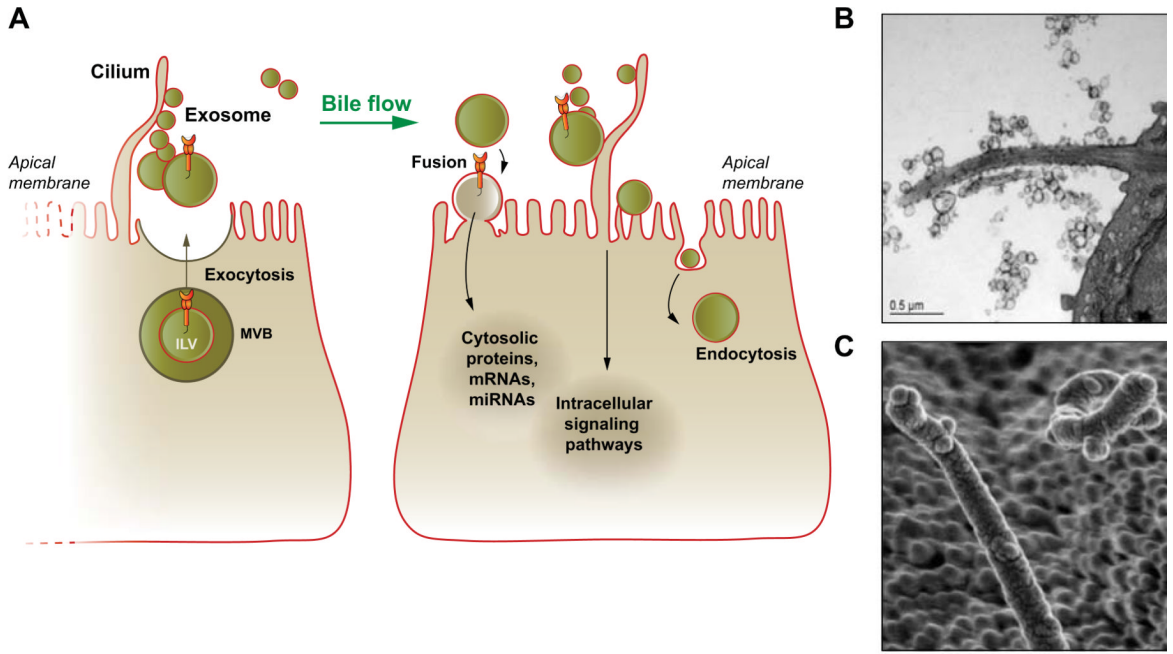 A
Cilium
Exosome
Bile flow
Apical
membrane
Fusion
Apical
membrane
Exocytosis
ILV
MVB
Cytosolic
proteins,
mRNAs,
miRNAs
Endocytosis
Intracellular
signaling
pathways
B
0.5 µm
C